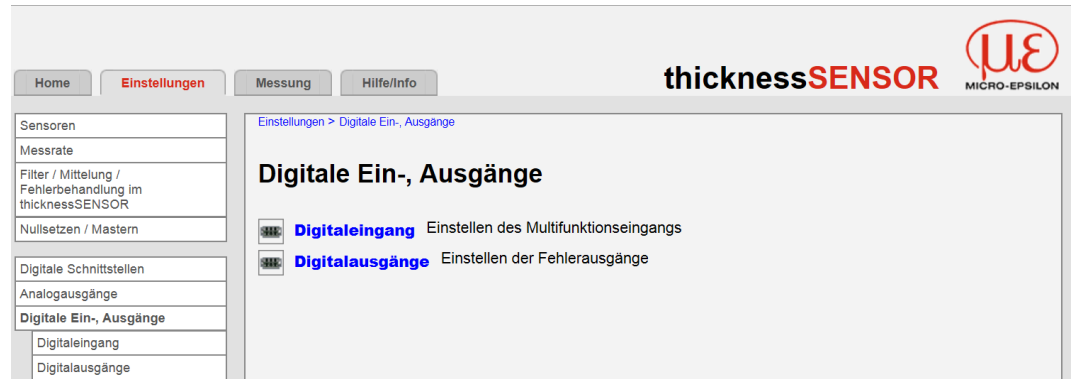 Home
Einstellungen
Messung
Hilfe/Info
thicknessSENSOR
με
MICRO-EPSILON
Sensoren
Messrate
Filter / Mittelung /
Fehlerbehandlung im
thicknessSENSOR
Nullsetzen / Mastern
Digitale Schnittstellen
Analogausgänge
Digitale Ein-, Ausgänge
Digitaleingang
Digitalausgänge
Einstellungen > Digitale Ein-, Ausgänge
Digitale Ein-, Ausgänge
Digitaleingang Einstellen des Multifunktionseingangs
Digitalausgänge Einstellen der Fehlerausgänge